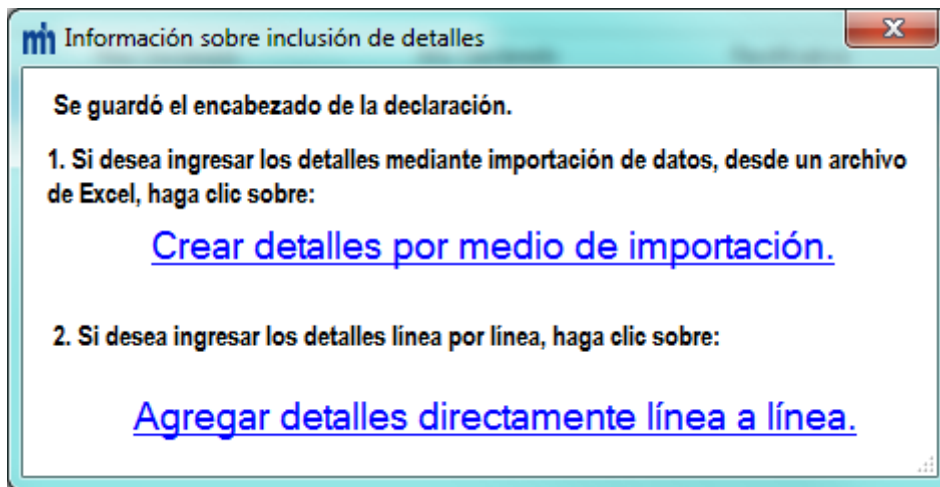 mh Información sobre inclusión de detalles
Se guardó el encabezado de la declaración.
1. Si desea ingresar los detalles mediante importación de datos, desde un archivo
de Excel, haga clic sobre:
Crear detalles por medio de importación.
2. Si desea ingresar los detalles línea por línea, haga clic sobre:
Agregar detalles directamente línea a línea.